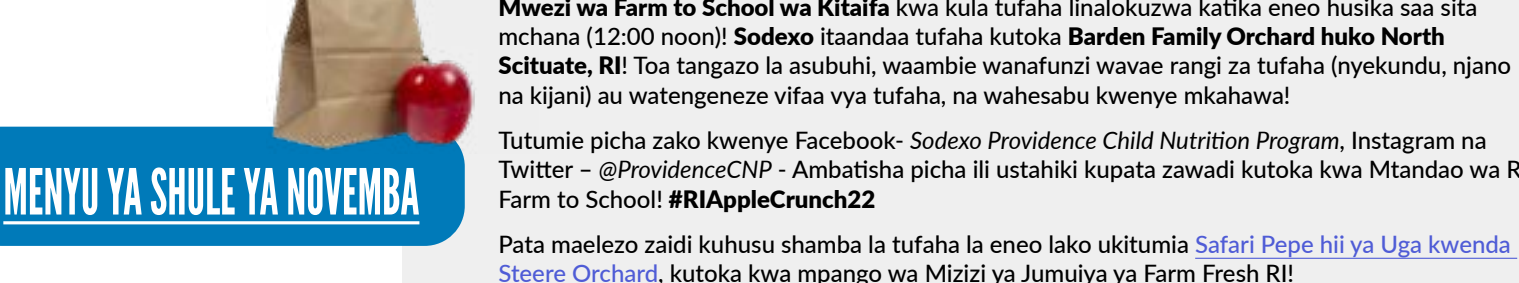 Mwezi wa Farm to School wa Kitaifa kwa kula tufaha linalokuzwa katika eneo husika saa sita
mchana (12:00 noon)! Sodexo itaandaa tufaha kutoka Barden Family Orchard huko North
Scituate, RI! Toa tangazo la asubuhi, waambie wanafunzi wavae rangi za tufaha (nyekundu, njano
na kijani) au watengeneze vifaa vya tufaha, na wahesabu kwenye mkahawa!
Tutumie picha zako kwenye Facebook- Sodexo Providence Child Nutrition Program, Instagram na
Twitter – @ProvidenceCNP - Ambatisha picha ili ustahiki kupata zawadi kutoka kwa Mtandao wa
Farm to School! #RIAppleCrunch22
Pata maelezo zaidi kuhusu shamba la tufaha la eneo lako ukitumia Safari Pepe hii ya Uga kwenda
Steere Orchard, kutoka kwa mpango wa Mizizi ya Jumuiya ya Farm Fresh RI!
MENYU YA SHULE YA NOVEMBA